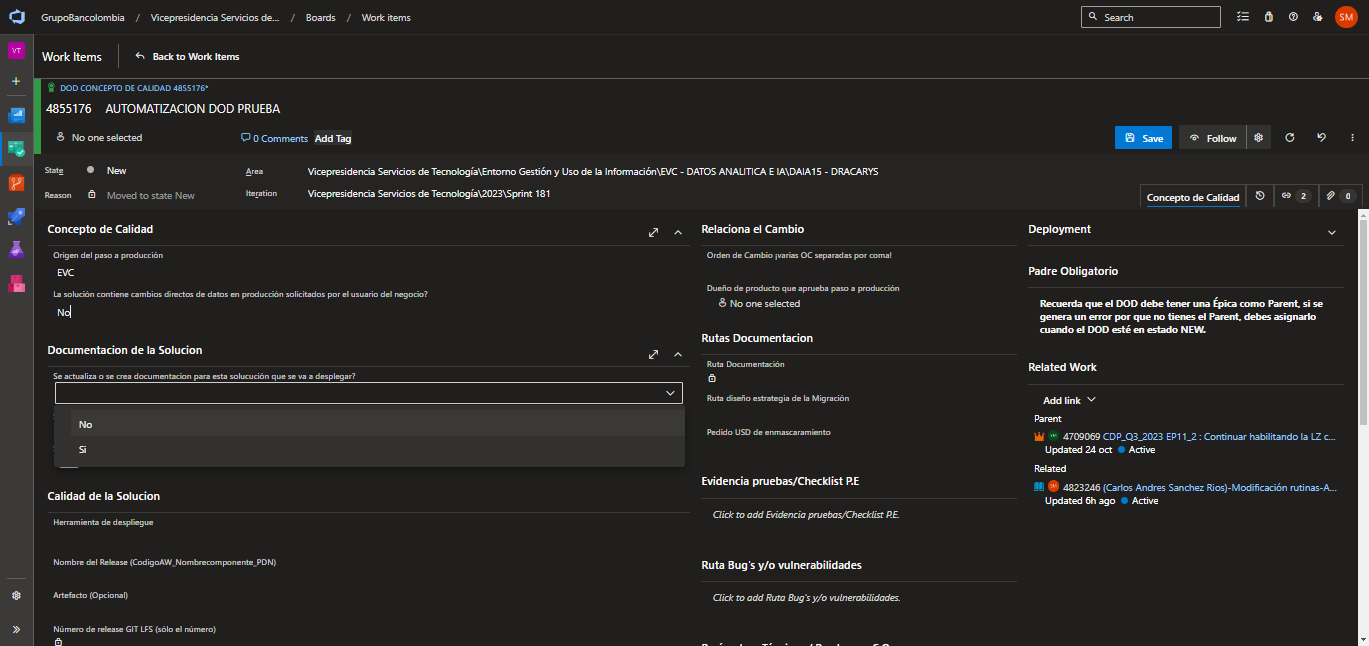 GrupoBancolombia / Vicepresidencia Servicios de... / Boards / Work items
Search
SM
VT
Work Items
Back to Work Items
DOD CONCEPTO DE CALIDAD 4855176*
4855176 AUTOMATIZACION DOD PRUEBA
No one selected
0 Comments
Add Tag
Save
Follow
State
New
Area
Vicepresidencia Servicios de Tecnología\Entorno Gestión y Uso de la Información\EVC - DATOS ANALITICA E IA\DAIA15 - DRACARYS
Reason
Moved to state New
Iteration
Vicepresidencia Servicios de Tecnología\2023\Sprint 181
Concepto de Calidad
2
0
Concepto de Calidad
Origen del paso a producción
EVC
La solución contiene cambios directos de datos en producción solicitados por el usuario del negocio?
No
Documentacion de la Solucion
Se actualiza o se crea documentacion para esta solucución que se va a desplegar?
No
Si
Calidad de la Solucion
Herramienta de despliegue
Nombre del Release (CodigoAW_Nombrecomponente_PDN)
Artefacto (Opcional)
Número de release GIT LFS (sólo el número)
Relaciona el Cambio
Orden de Cambio ¡varias OC separadas por coma!
Dueño de producto que aprueba paso a producción
No one selected
Rutas Documentacion
Ruta Documentación
Ruta diseño estrategia de la Migración
Pedido USD de enmascaramiento
Evidencia pruebas/Checklist P.E
Click to add Evidencia pruebas/Checklist P.E.
Ruta Bug's y/o vulnerabilidades
Click to add Ruta Bug's y/o vulnerabilidades.
Deployment
Padre Obligatorio
Recuerda que el DOD debe tener una Épica como Parent, si se
genera un error por que no tienes el Parent, debes asignarlo
cuando el DOD esté en estado NEW.
Related Work
Add link
Parent
4709069 CDP_Q3_2023 EP11_2 : Continuar habilitando la LZ c...
Updated 24 oct Active
Related
SM
4823246 (Carlos Andres Sanchez Rios)-Modificación rutinas-A...
Updated 6h ago Active